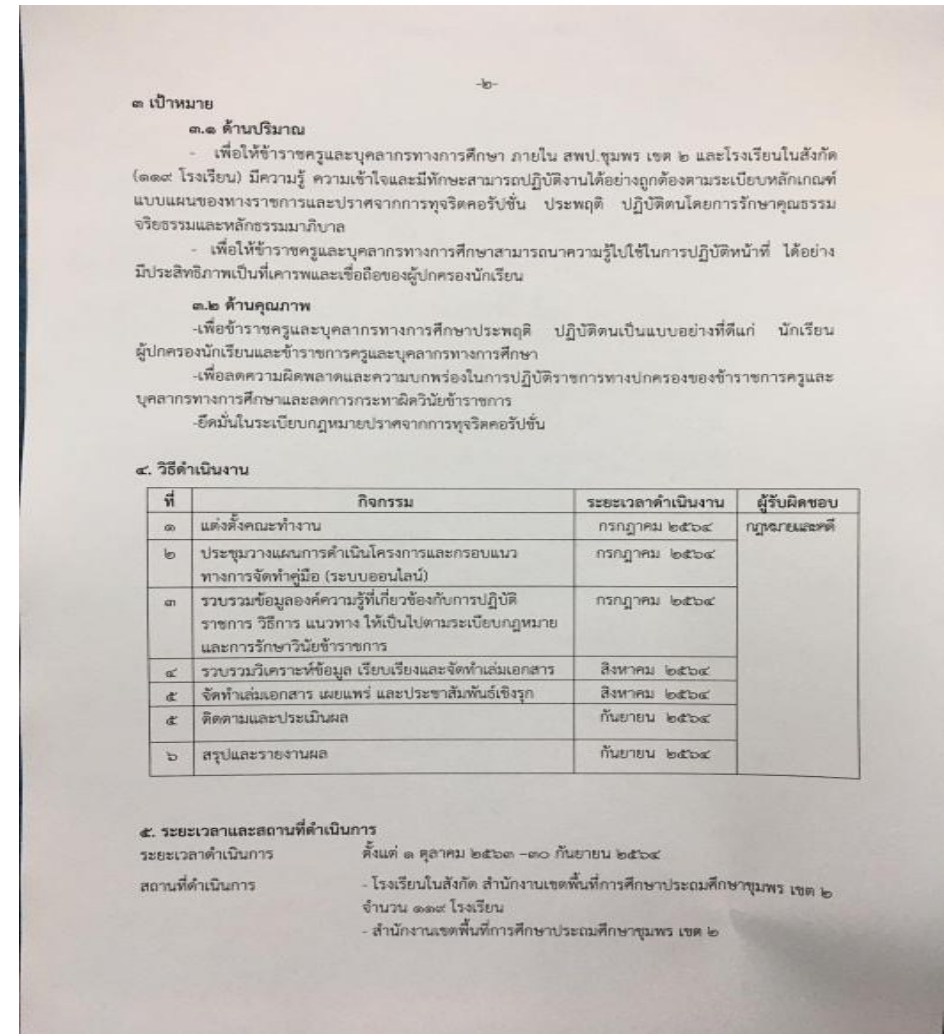 -๒-
๓ เป้าหมาย
๓.๑ ด้านปริมาณ
- เพื่อให้ข้าราชครูและบุคลากรทางการศึกษา ภายใน สพป.ชุมพร เขต ๒ และโรงเรียนในสังกัด
(๑๑๙ โรงเรียน) มีความรู้ ความเข้าใจและมีทักษะสามารถปฏิบัติงานได้อย่างถูกต้องตามระเบียบหลักเกณฑ์
แบบแผนของทางราชการและปราศจากการทุจริตคอรัปชั่น ประพฤติ ปฏิบัติตนโดยการรักษาคุณธรรม
จริยธรรมและหลักธรรมมาภิบาล
- เพื่อให้ข้าราชครูและบุคลากรทางการศึกษาสามารถนาความรู้ไปใช้ในการปฏิบัติหน้าที่ ได้อย่าง
มีประสิทธิภาพเป็นที่เคารพและเชื่อถือของผู้ปกครองนักเรียน
๓.๒ ด้านคุณภาพ
-เพื่อข้าราชครูและบุคลากรทางการศึกษาประพฤติ ปฏิบัติตนเป็นแบบอย่างที่ดีแก่ นักเรียน
ผู้ปกครองนักเรียนและข้าราชการครูและบุคลากรทางการศึกษา
-เพื่อลดความผิดพลาดและความบกพร่องในการปฏิบัติราชการทางปกครองของข้าราชการครูและ
บุคลากรทางการศึกษาและลดการกระทาผิดวินัยข้าราชการ
-ยึดมั่นในระเบียบกฎหมายปราศจากการทุจริตคอรัปชั่น
๔. วิธีดำเนินงาน
ที่ กิจกรรม ระยะเวลาดำเนินงาน ผู้รับผิดชอบ
๑ แต่งตั้งคณะทำงาน กรกฎาคม ๒๕๖๔ กฎหมายและคดี
๒ ประชุมวางแผนการดำเนินโครงการและกรอบแนว กรกฎาคม ๒๕๖๔
ทางการจัดทำคู่มือ (ระบบออนไลน์)
๓ รวบรวมข้อมูลองค์ความรู้ที่เกี่ยวข้องกับการปฏิบัติ กรกฎาคม ๒๕๖๔
ราชการ วิธีการ แนวทาง ให้เป็นไปตามระเบียบกฎหมาย
และการรักษาวินัยข้าราชการ
๔ รวบรวมวิเคราะห์ข้อมูล เรียบเรียงและจัดทำเล่มเอกสาร สิงหาคม ๒๕๖๔
๕ จัดทำเล่มเอกสาร เผยแพร่ และประชาสัมพันธ์เชิงรุก สิงหาคม ๒๕๖๔
๕ ติดตามและประเมินผล กันยายน ๒๕๖๔
๖ สรุปและรายงานผล กันยายน ๒๕๖๔
๕. ระยะเวลาและสถานที่ดำเนินการ
ระยะเวลาดำเนินการ ตั้งแต่ ๑ ตุลาคม ๒๕๖๓ –๓๐ กันยายน ๒๕๖๔
สถานที่ดำเนินการ - โรงเรียนในสังกัด สำนักงานเขตพื้นที่การศึกษาประถมศึกษาชุมพร เขต ๒
จำนวน ๑๑๙ โรงเรียน
- สำนักงานเขตพื้นที่การศึกษาประถมศึกษาชุมพร เขต ๒